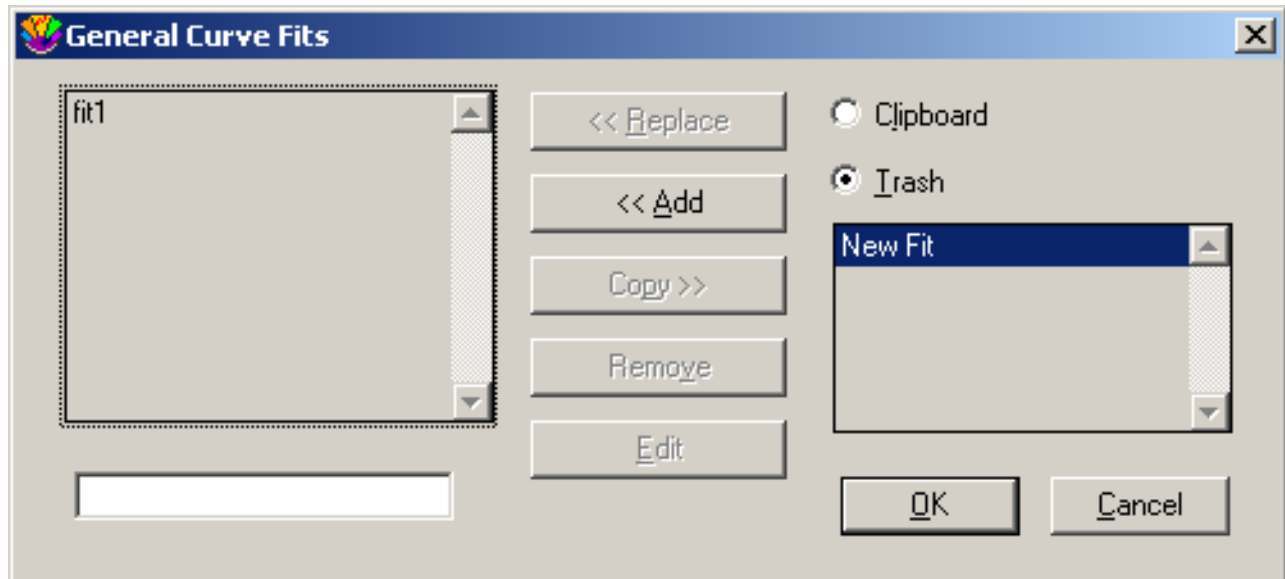 General Curve Fits
fit1
<< Replace
<< Add
Copy >>
Remove
Edit
Clipboard
Trash
New Fit
OK
Cancel